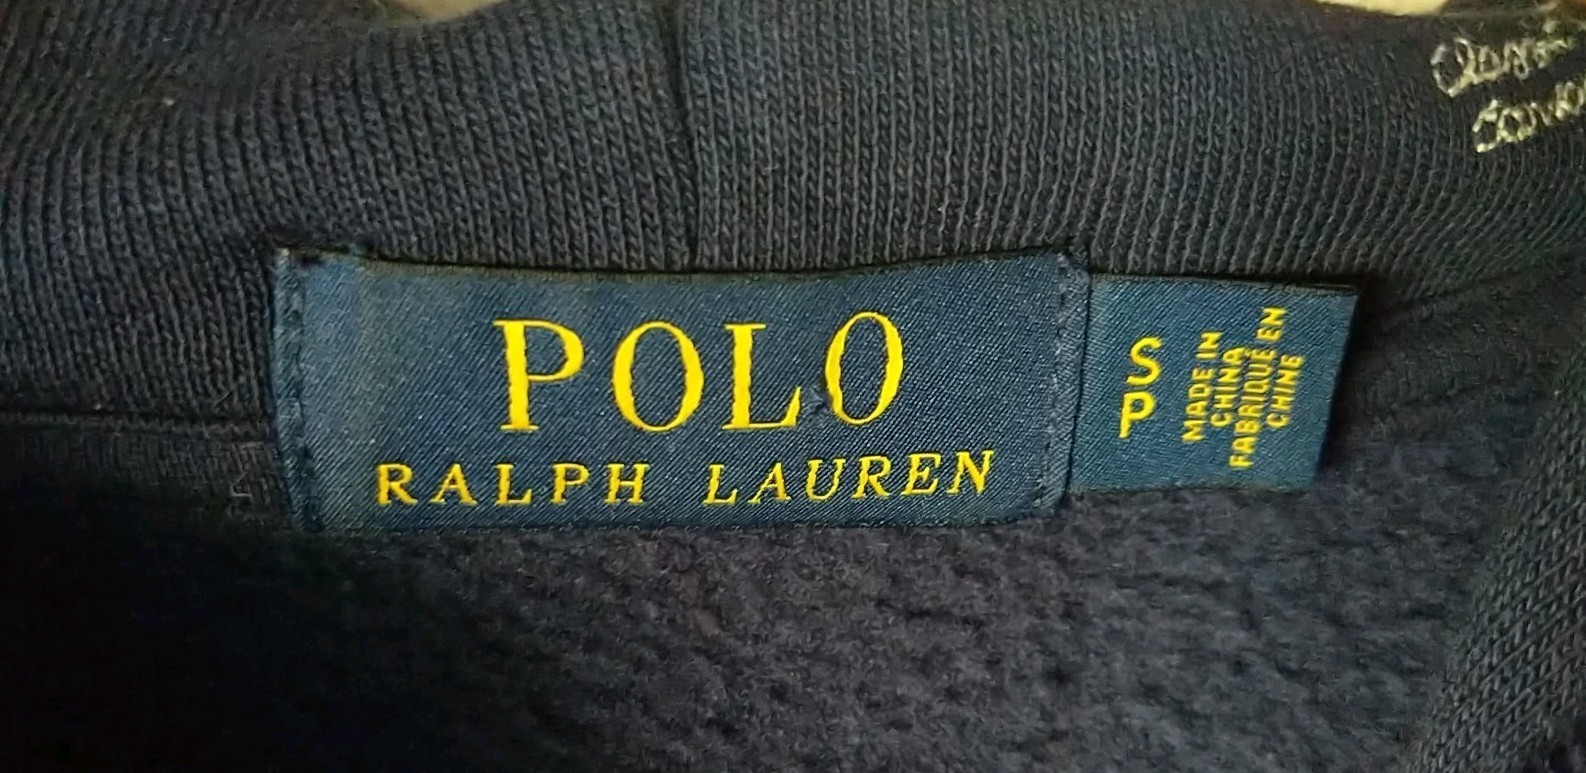 POLO
RALPH LAUREN
S
P
MADE IN
CHINA
FABRIQUÉ EN
CHINE